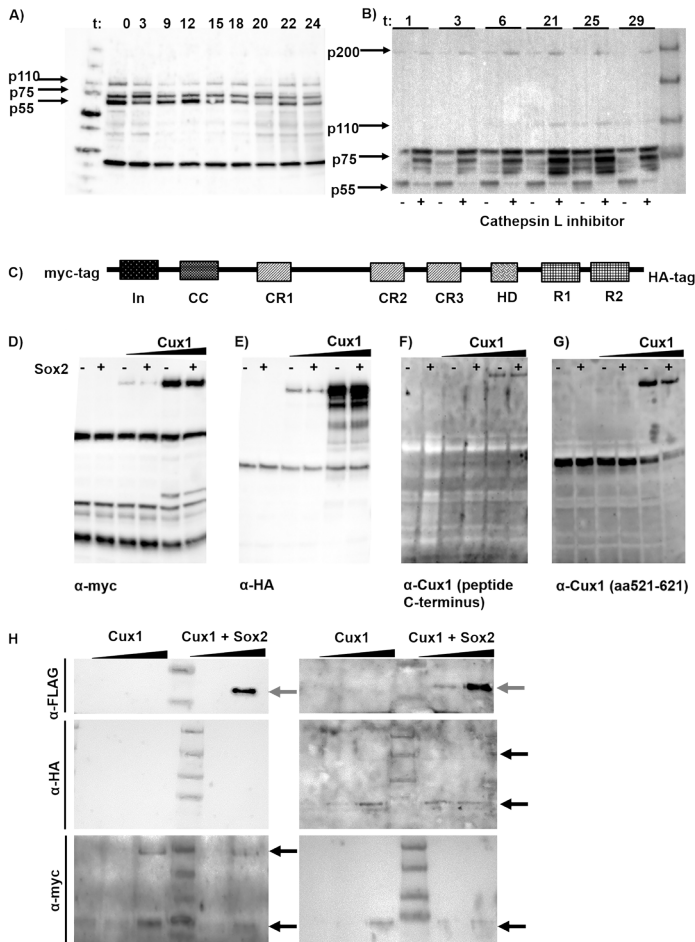 A)
t: 0 3 9 12 15 18 20 22 24
p110
p75
p55
B)
t: 1 3 6 21 25 29
p200
p110
p75
p55
- + - + - + - + - + - +
Cathepsin L inhibitor
C)
myc-tag
HA-tag
In CC CR1 CR2 CR3 HD R1 R2
D) Cux1
Sox2 - + - + - +
α-myc
E) Cux1
- + - + - +
α-HA
F) Cux1
- + - + - +
α-Cux1 (peptide
C-terminus)
G) Cux1
- + - + - +
α-Cux1 (aa521-621)
H
Cux1 Cux1 + Sox2 Cux1 Cux1 + Sox2
α-FLAG
α-HA
α-myc